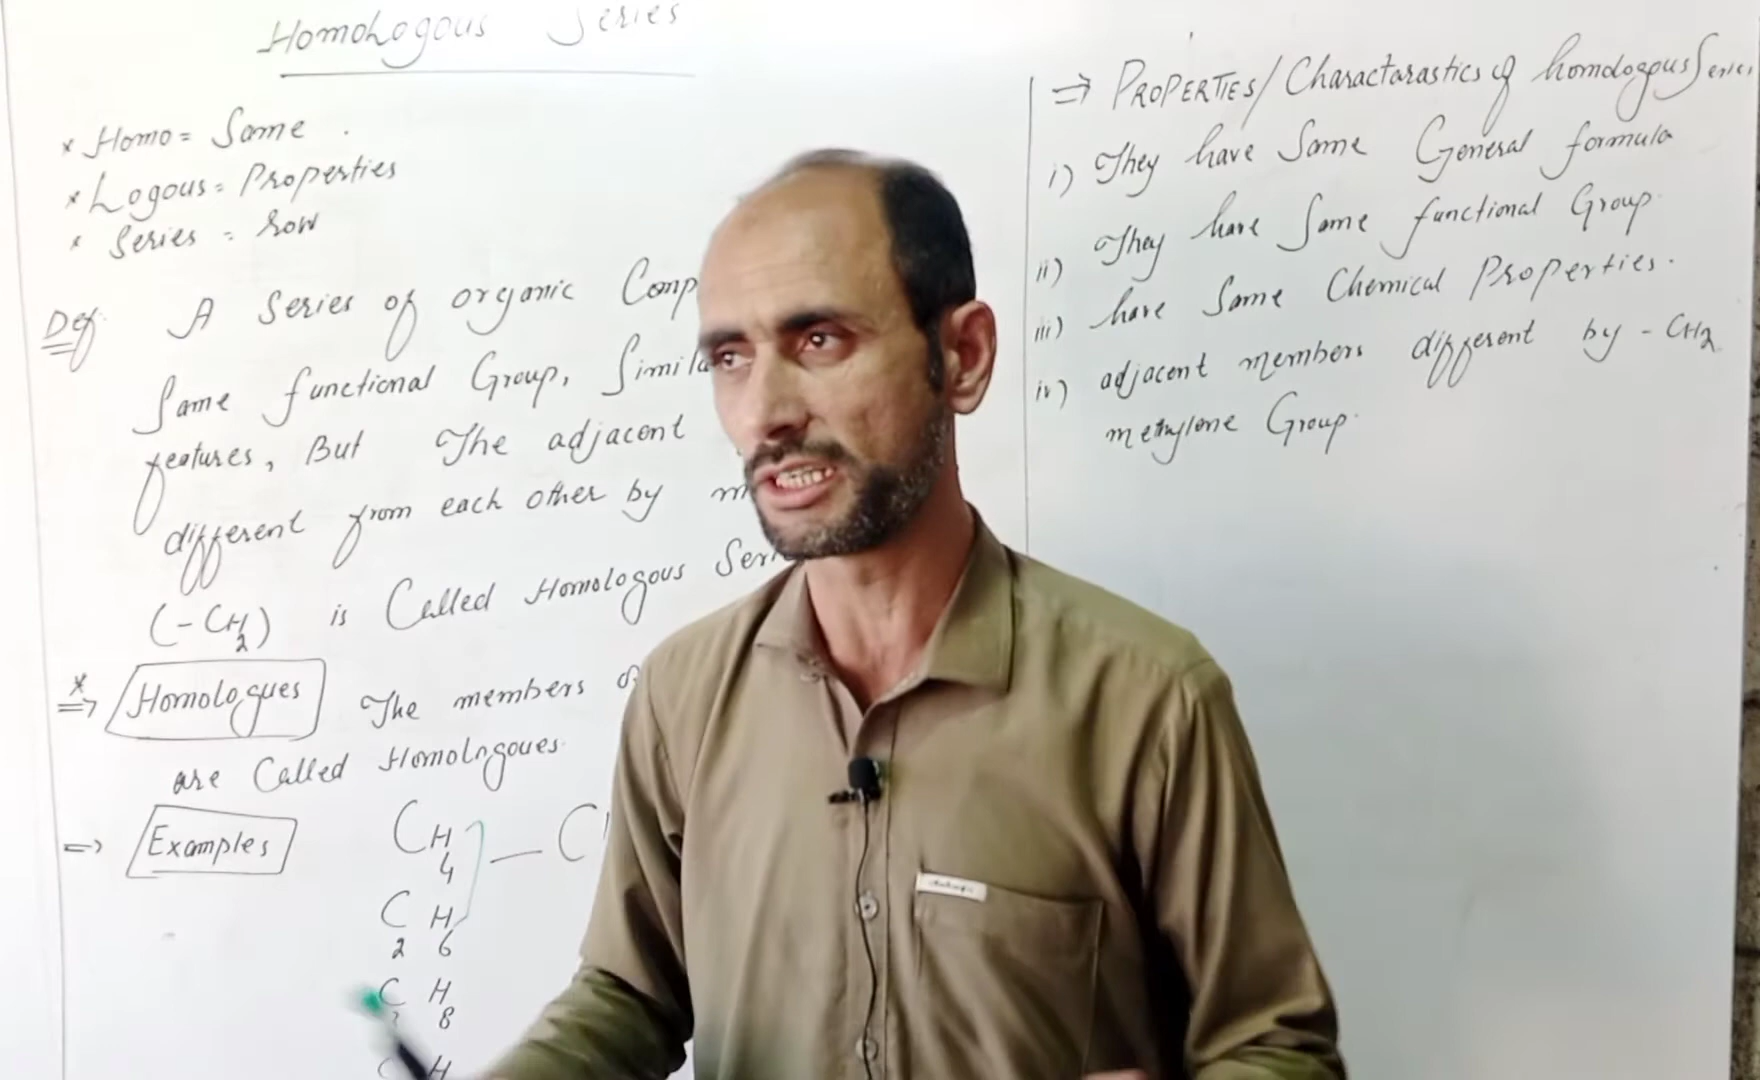 Homologous Series
* Homo = Same .
* Logous = Properties
* Series = Row
Def. A Series of organic Comp
Same functional Group, Simila
features, But The adjacent
different from each other by m
(-CH2) is Called Homologous Seri
*=> Homologues The members o
are Called Homologoues.
=> Examples CH4 — C
C2H6
C H8
C H
=> PROPERTIES/Charactarastics of homologous Series
i) They have Same General formula
ii) They have Same functional Group.
iii) have Same Chemical Properties.
iv) adjacent members different by -CH2
methylene Group.